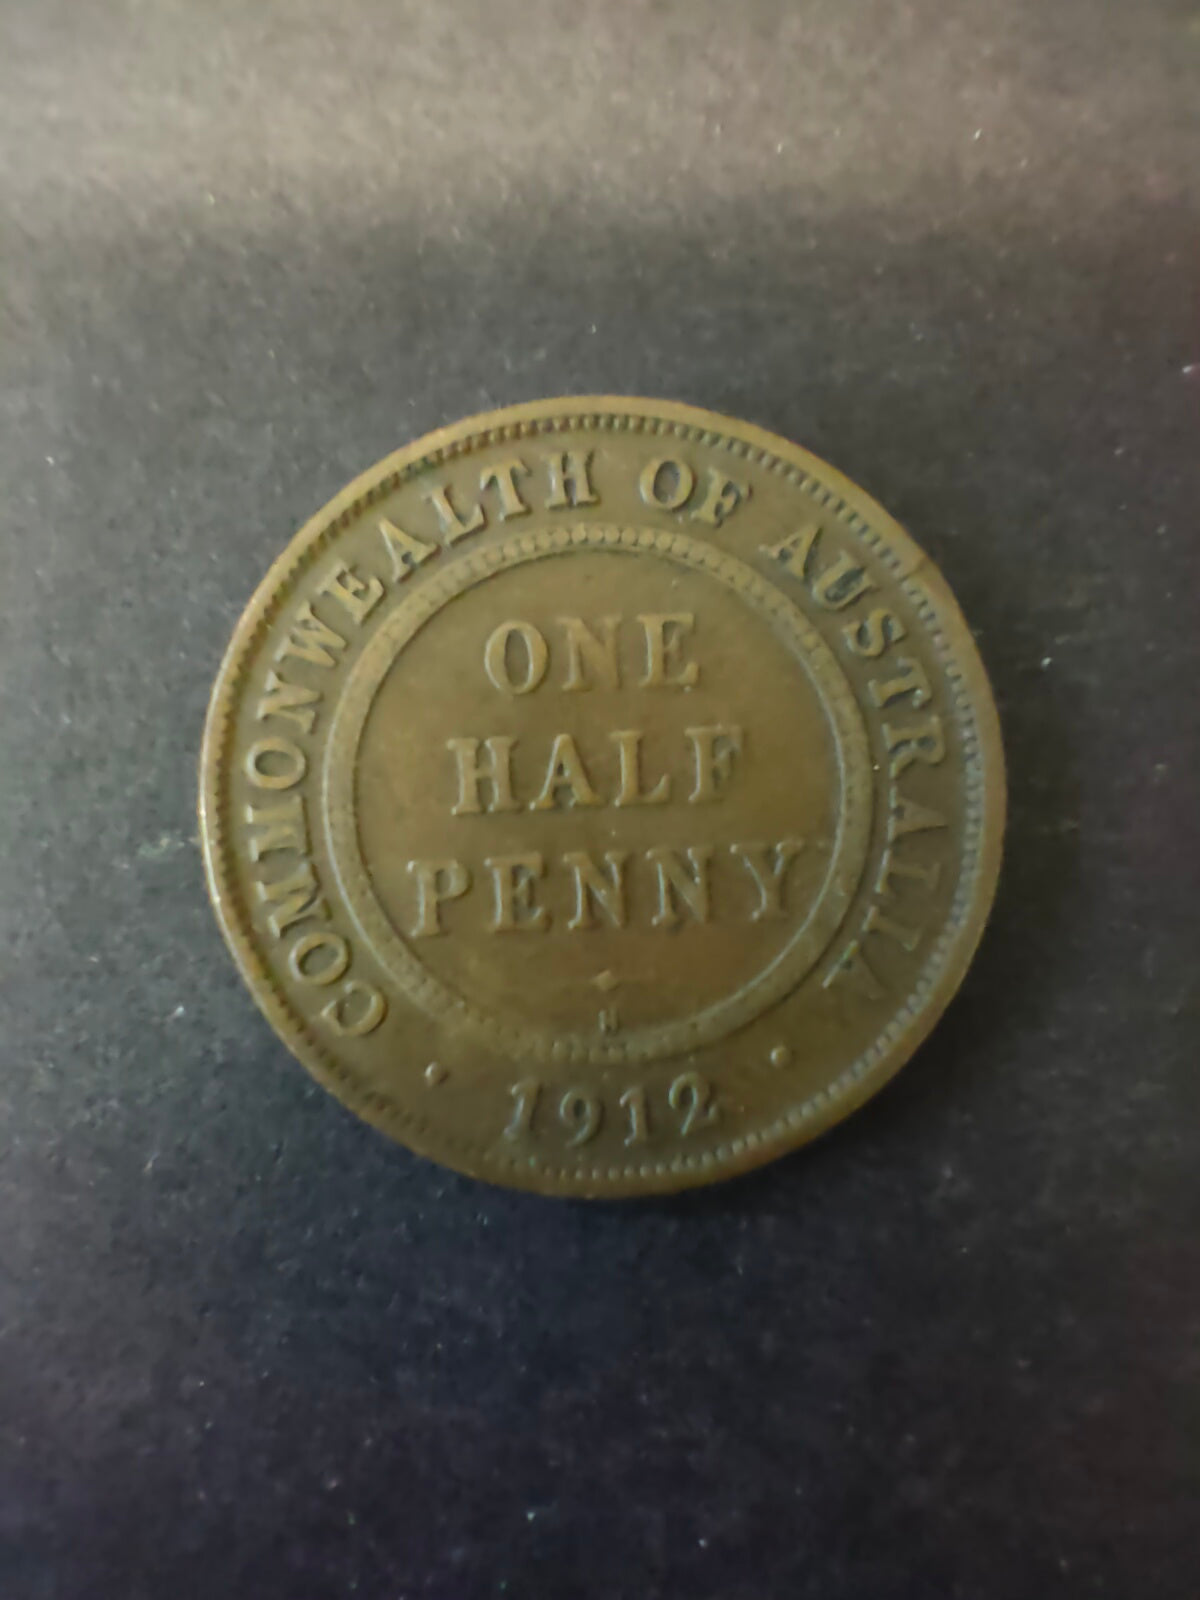 COMMONWEALTH OF AUSTRALIA
ONE
HALF
PENNY
H
· 1912 ·